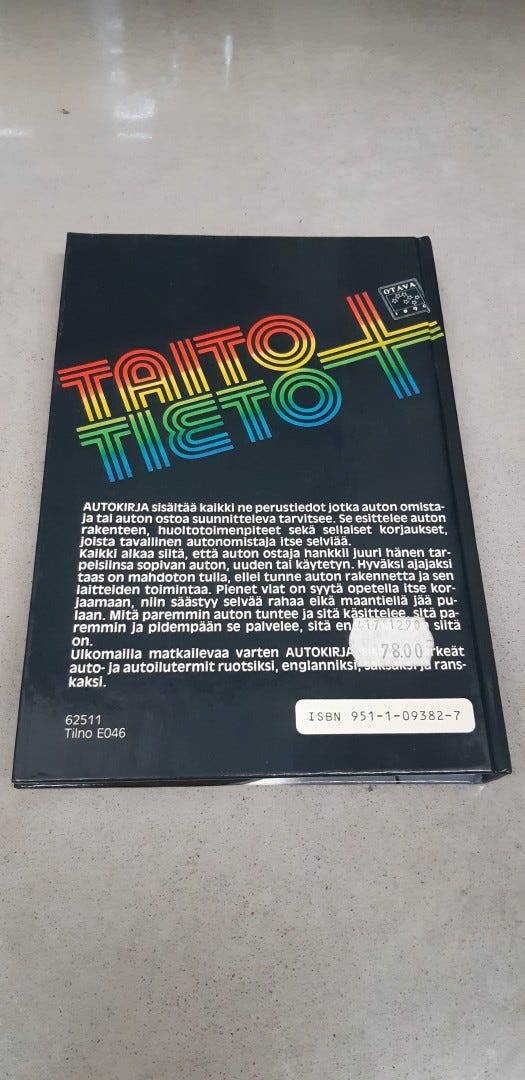 OTAVA
1890
TAITO
TIETO +
AUTOKIRJA sisältää kaikki ne perustiedot jotka auton omista-
ja tai auton ostoa suunnitteleva tarvitsee. Se esittelee auton
rakenteen, huoltotoimenpiteet sekä sellaiset korjaukset,
joista tavallinen autonomistaja itse selviää.
Kaikki alkaa siitä, että auton ostaja hankkii juuri hänen tar-
peisiinsa sopivan auton, uuden tai käytetyn. Hyväksi ajajaksi
taas on mahdoton tulla, ellei tunne auton rakennetta ja sen
laitteiden toimintaa. Pienet viat on syytä opetella itse kor-
jaamaan, niin säästyy selvää rahaa eikä maantiellä jää pu-
laan. Mitä paremmin auton tuntee ja sitä käsittelee, sitä pa-
remmin ja pidempään se palvelee, sitä en siitä
on.
7800
Ulkomailla matkailevaa varten AUTOKIRJA rkeät
auto- ja autoilutermit ruotsiksi, englanniksi, saksaksi ja rans-
kaksi.
62511
Tilno E046
ISBN 951-1-09382-7